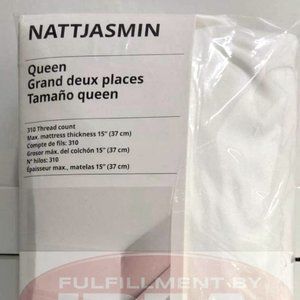 NATTJASMIN
Queen
Grand deux places
Tamaño queen
310 Thread count
Max. mattress thickness 15" (37 cm)
Compte de fils: 310
Grosor máx. del colchón 15" (37 cm)
N° hilos: 310
Épaisseur max., matelas 15" (37 cm)
FULFILLMENT BY